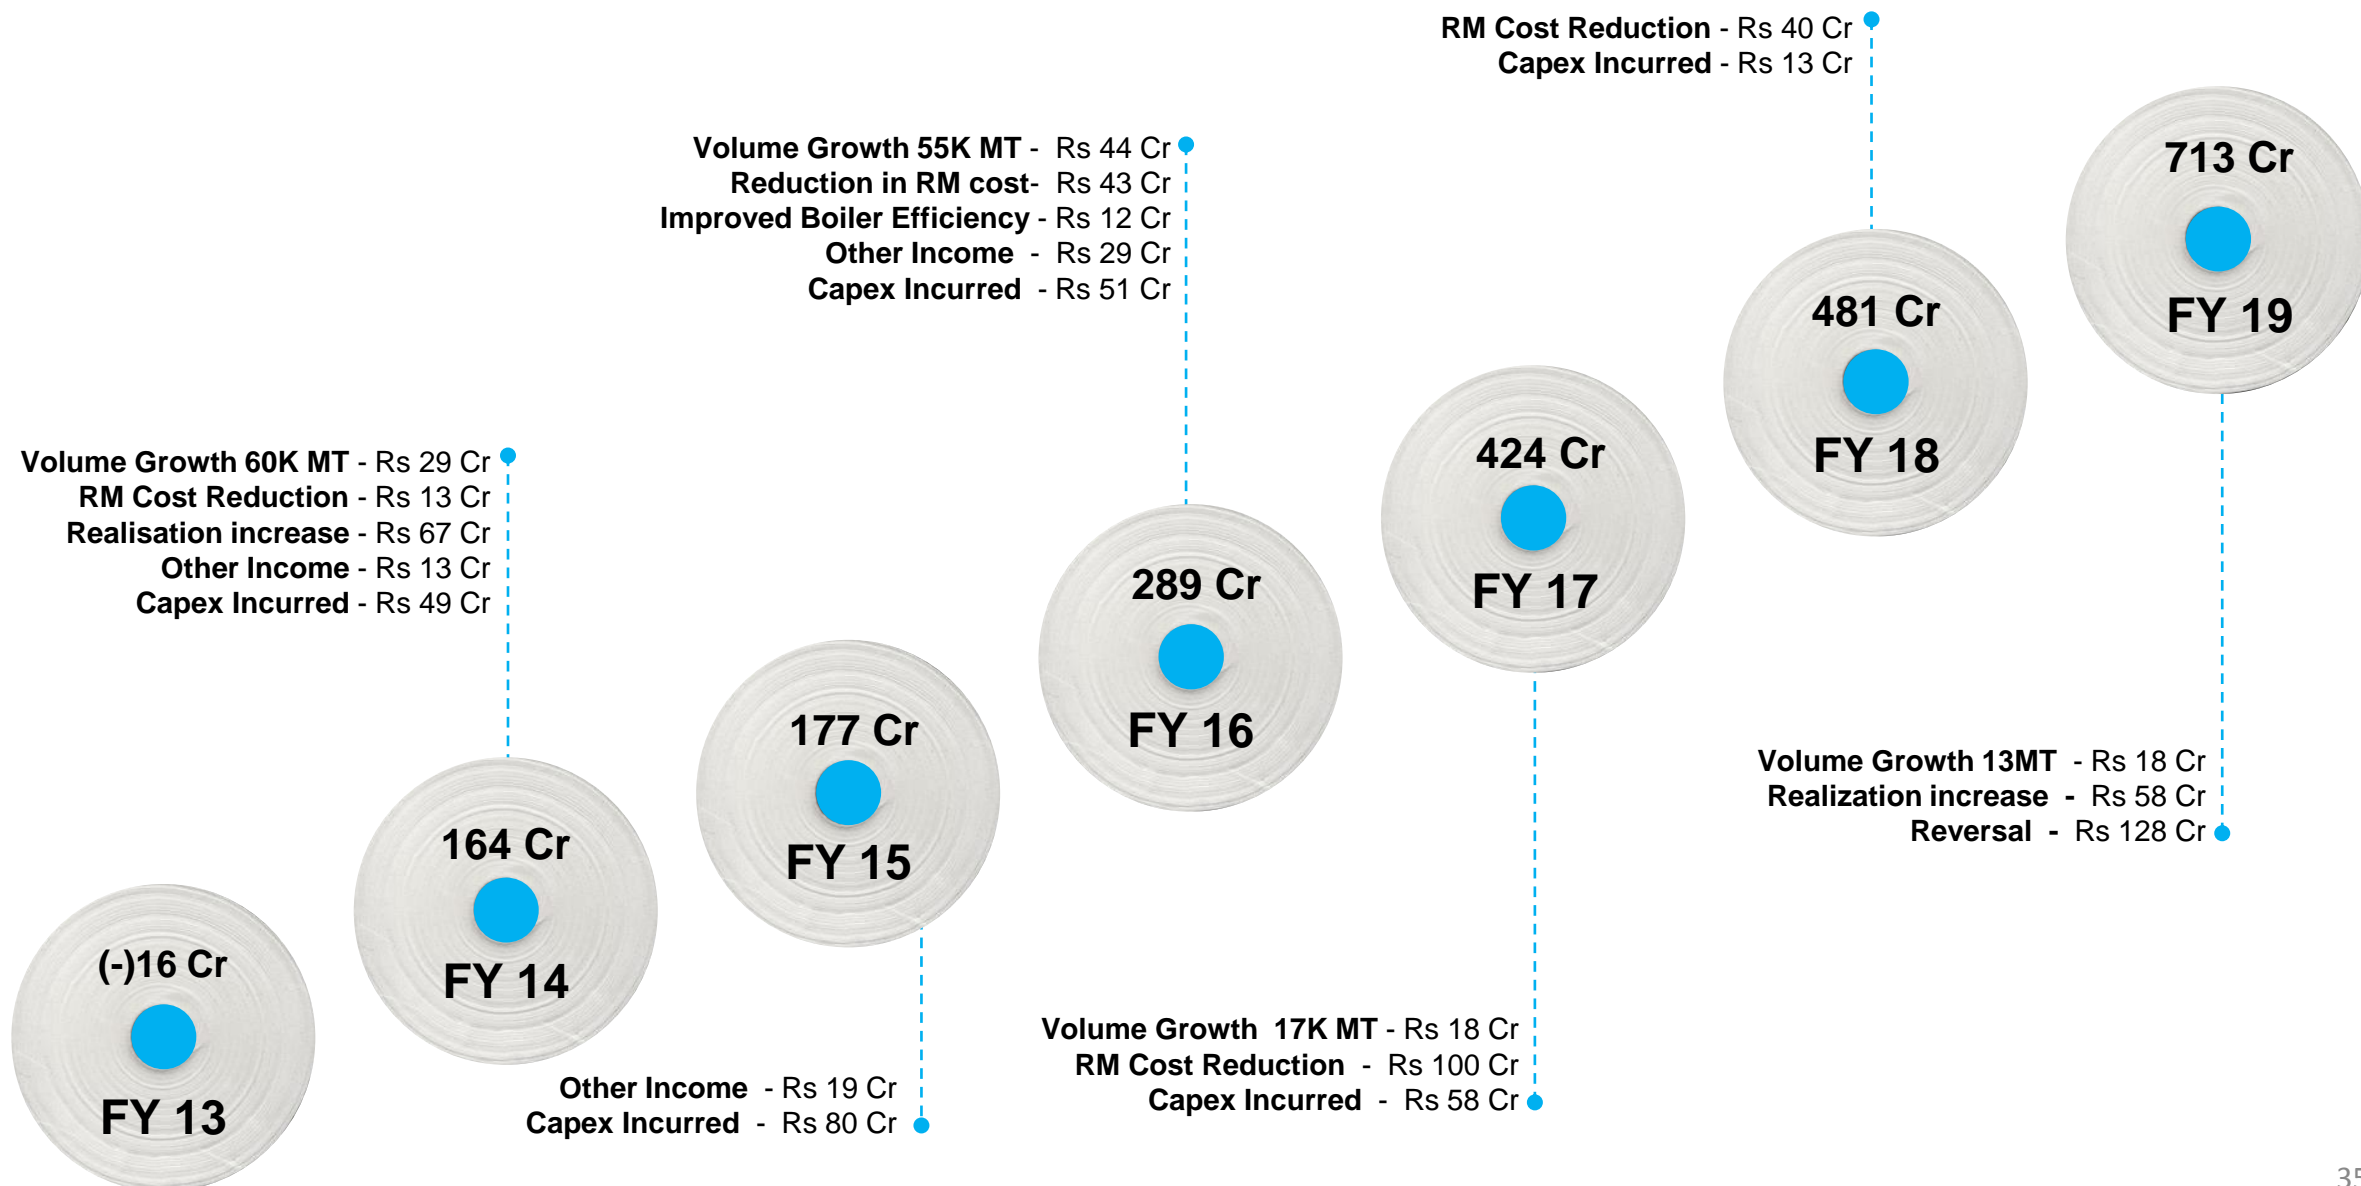 RM Cost Reduction - Rs 40 Cr
Capex Incurred - Rs 13 Cr
Volume Growth 55K MT - Rs 44 Cr
Reduction in RM cost- Rs 43 Cr
Improved Boiler Efficiency - Rs 12 Cr
Other Income - Rs 29 Cr
Capex Incurred - Rs 51 Cr
713 Cr
FY 19
481 Cr
FY 18
Volume Growth 60K MT - Rs 29 Cr
RM Cost Reduction - Rs 13 Cr
Realisation increase - Rs 67 Cr
Other Income - Rs 13 Cr
Capex Incurred - Rs 49 Cr
424 Cr
FY 17
289 Cr
FY 16
177 Cr
FY 15
Volume Growth 13MT - Rs 18 Cr
Realization increase - Rs 58 Cr
Reversal - Rs 128 Cr
164 Cr
FY 14
(-)16 Cr
FY 13
Volume Growth 17K MT - Rs 18 Cr
RM Cost Reduction - Rs 100 Cr
Capex Incurred - Rs 58 Cr
Other Income - Rs 19 Cr
Capex Incurred - Rs 80 Cr
35